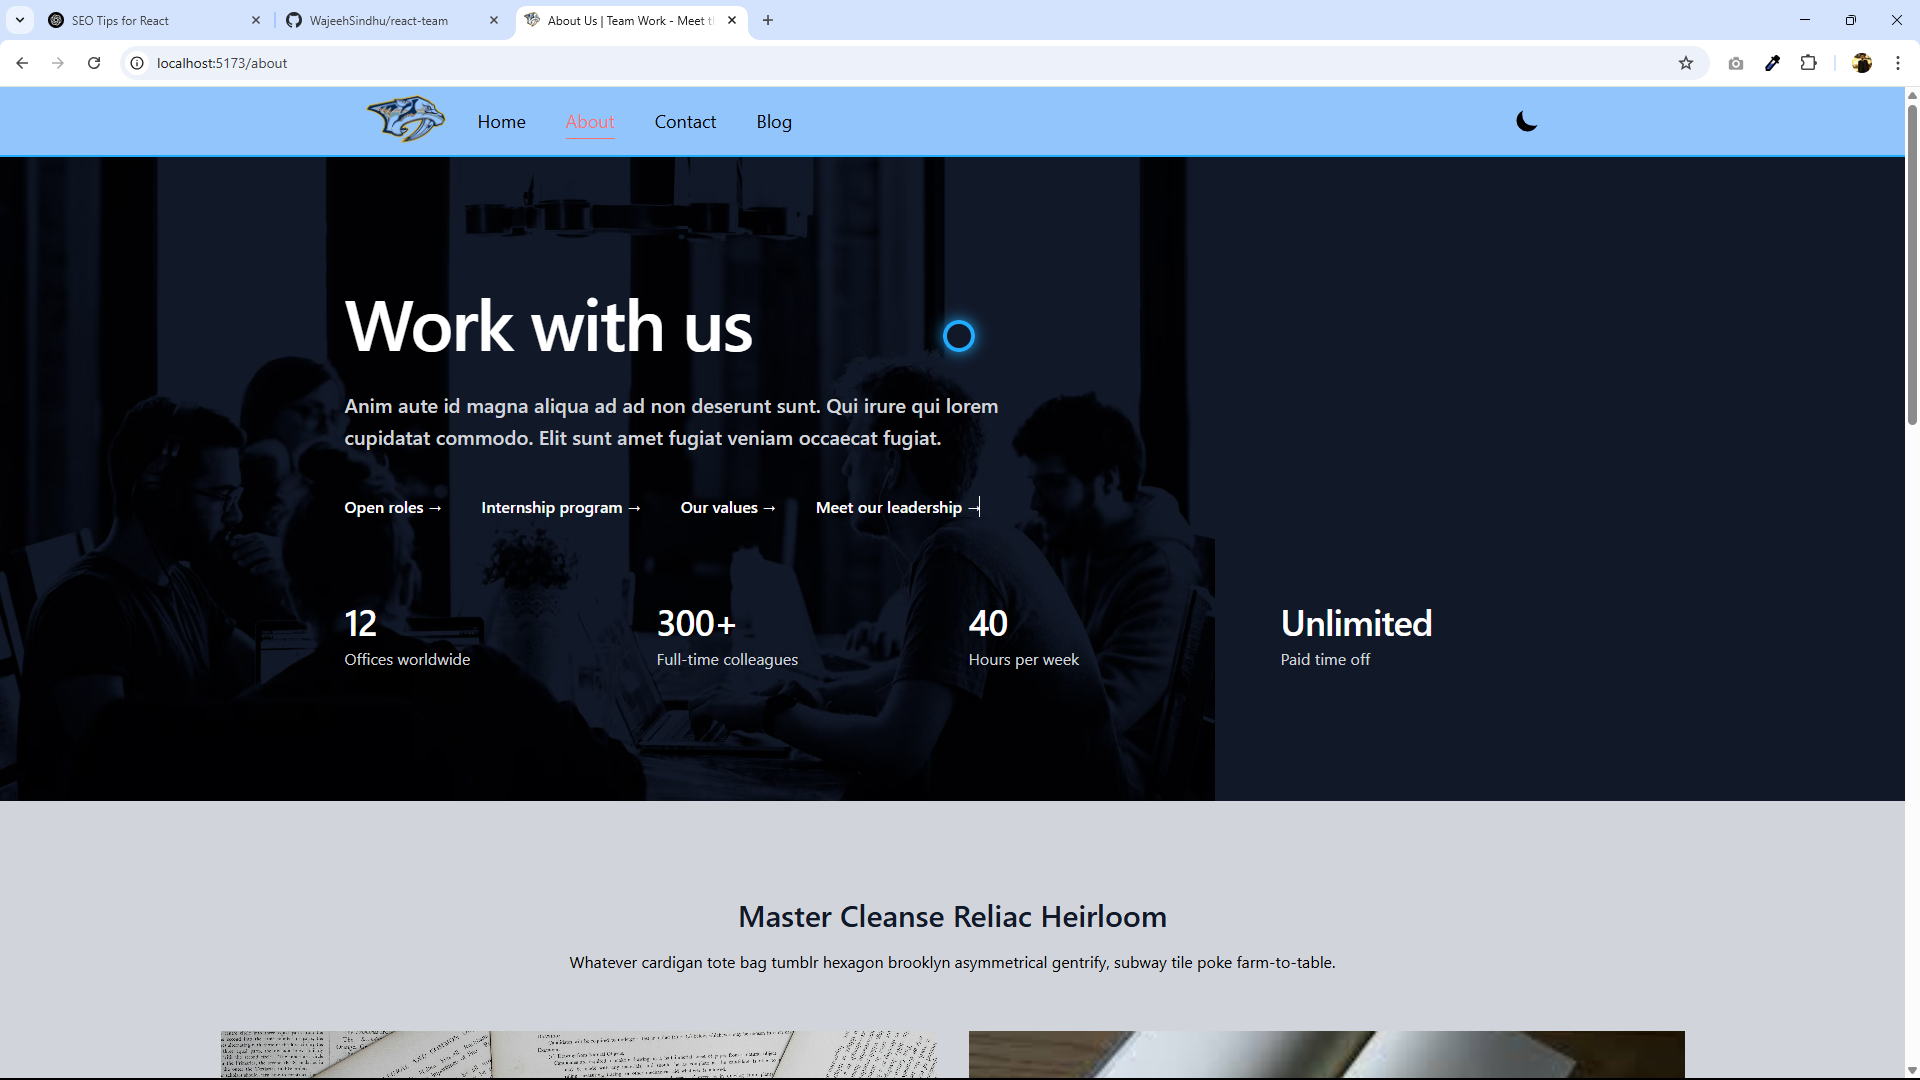 SEO Tips for React
WajeehSindhu/react-team
About Us | Team Work - Meet t
localhost:5173/about
Home About Contact Blog
Work with us
Anim aute id magna aliqua ad ad non deserunt sunt. Qui irure qui lorem
cupidatat commodo. Elit sunt amet fugiat veniam occaecat fugiat.
Open roles → Internship program → Our values → Meet our leadership →
12 300+ 40 Unlimited
Offices worldwide Full-time colleagues Hours per week Paid time off
Master Cleanse Reliac Heirloom
Whatever cardigan tote bag tumblr hexagon brooklyn asymmetrical gentrify, subway tile poke farm-to-table.